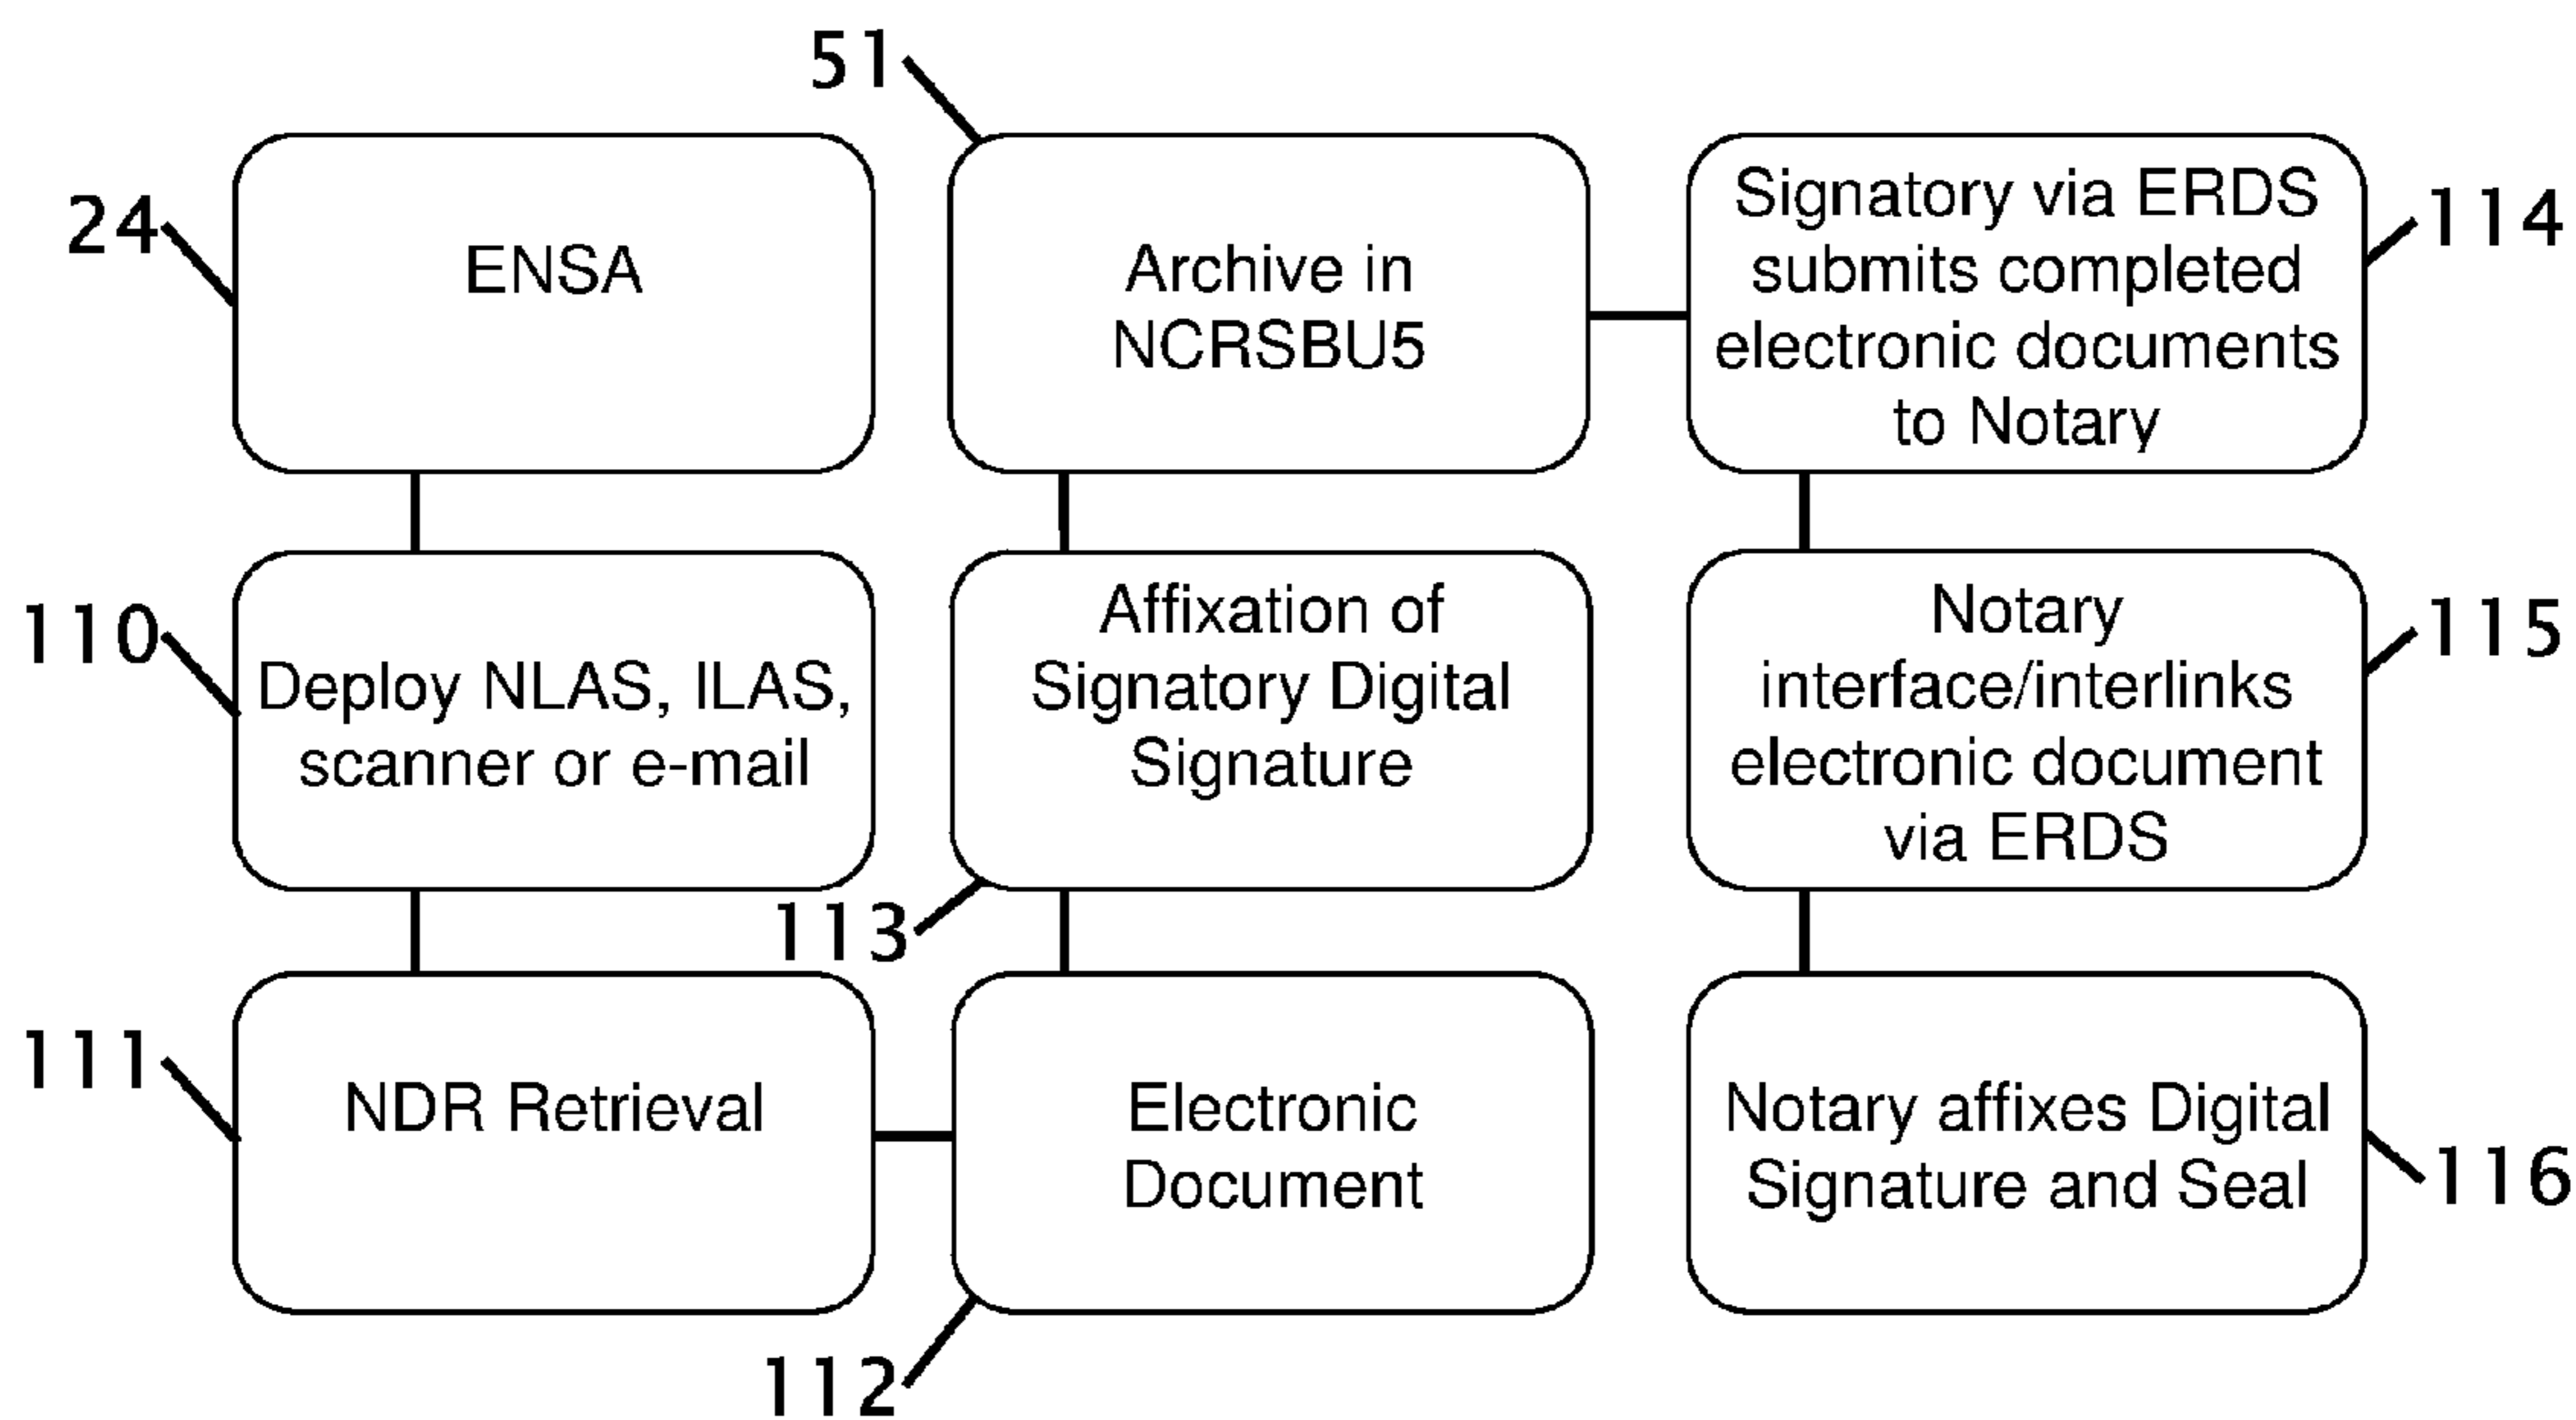 51
24
ENSA
Archive in
NCRSBU5
Signatory via ERDS
submits completed
electronic documents
to Notary
114
110
Deploy NLAS, ILAS,
scanner or e-mail
Affixation of
Signatory Digital
Signature
113
Notary
interface/interlinks
electronic document
via ERDS
115
111
NDR Retrieval
Electronic
Document
112
Notary affixes Digital
Signature and Seal
116